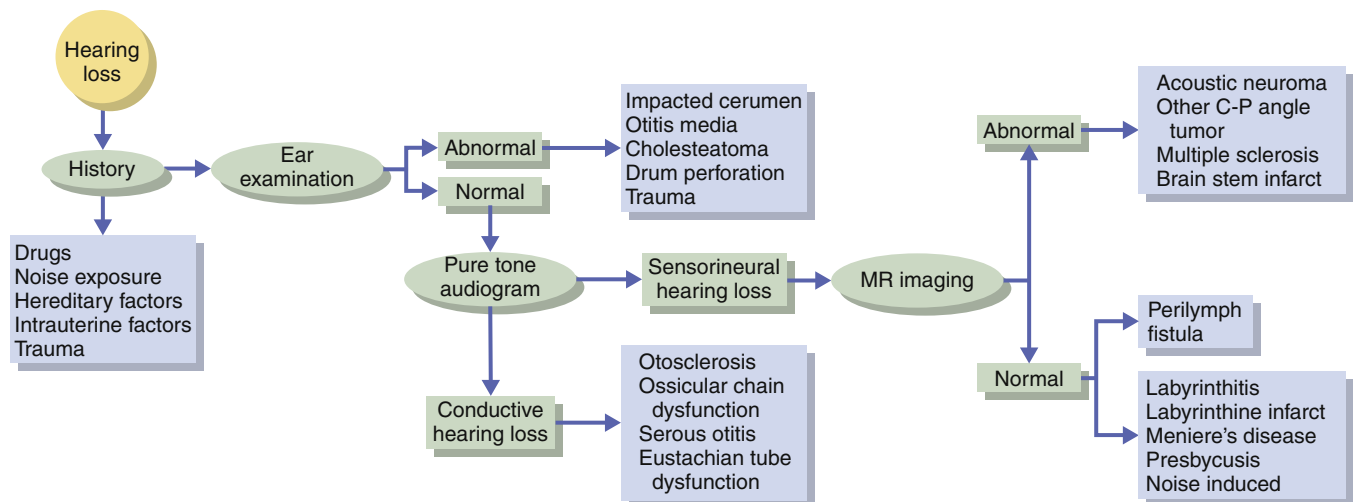 Hearing
loss
History
Drugs
Noise exposure
Hereditary factors
Intrauterine factors
Trauma
Ear
examination
Abnormal
Normal
Impacted cerumen
Otitis media
Cholesteatoma
Drum perforation
Trauma
Pure tone
audiogram
Conductive
hearing loss
Otosclerosis
Ossicular chain
dysfunction
Serous otitis
Eustachian tube
dysfunction
Sensorineural
hearing loss
MR imaging
Abnormal
Acoustic neuroma
Other C-P angle
tumor
Multiple sclerosis
Brain stem infarct
Normal
Perilymph
fistula
Labyrinthitis
Labyrinthine infarct
Meniere's disease
Presbycusis
Noise induced